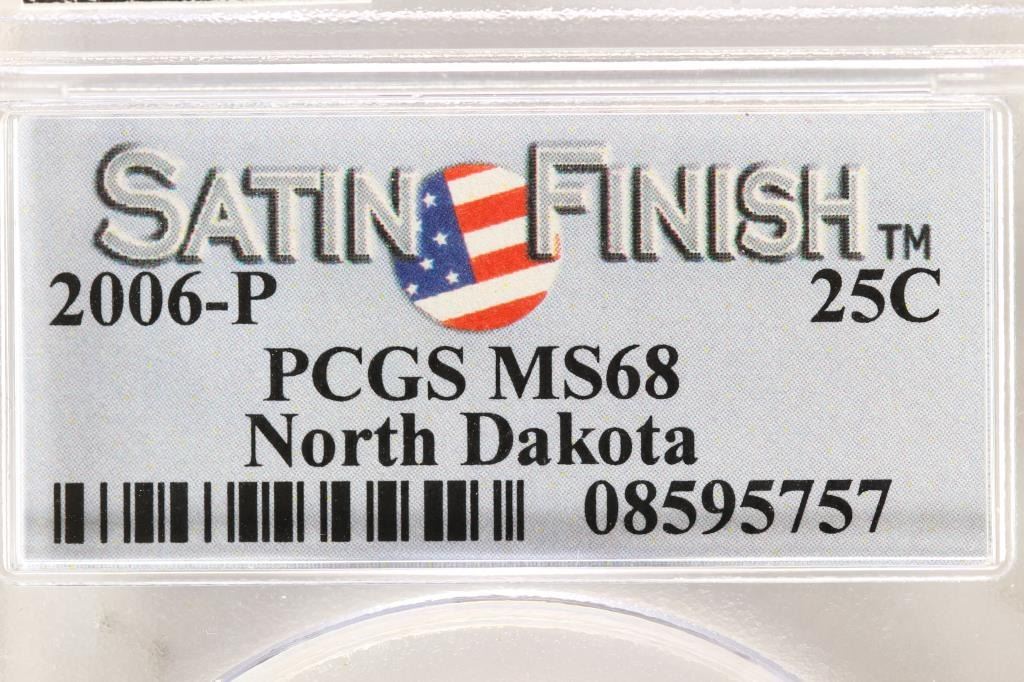 SATIN FINISH™
2006-P 25C
PCGS MS68
North Dakota
08595757